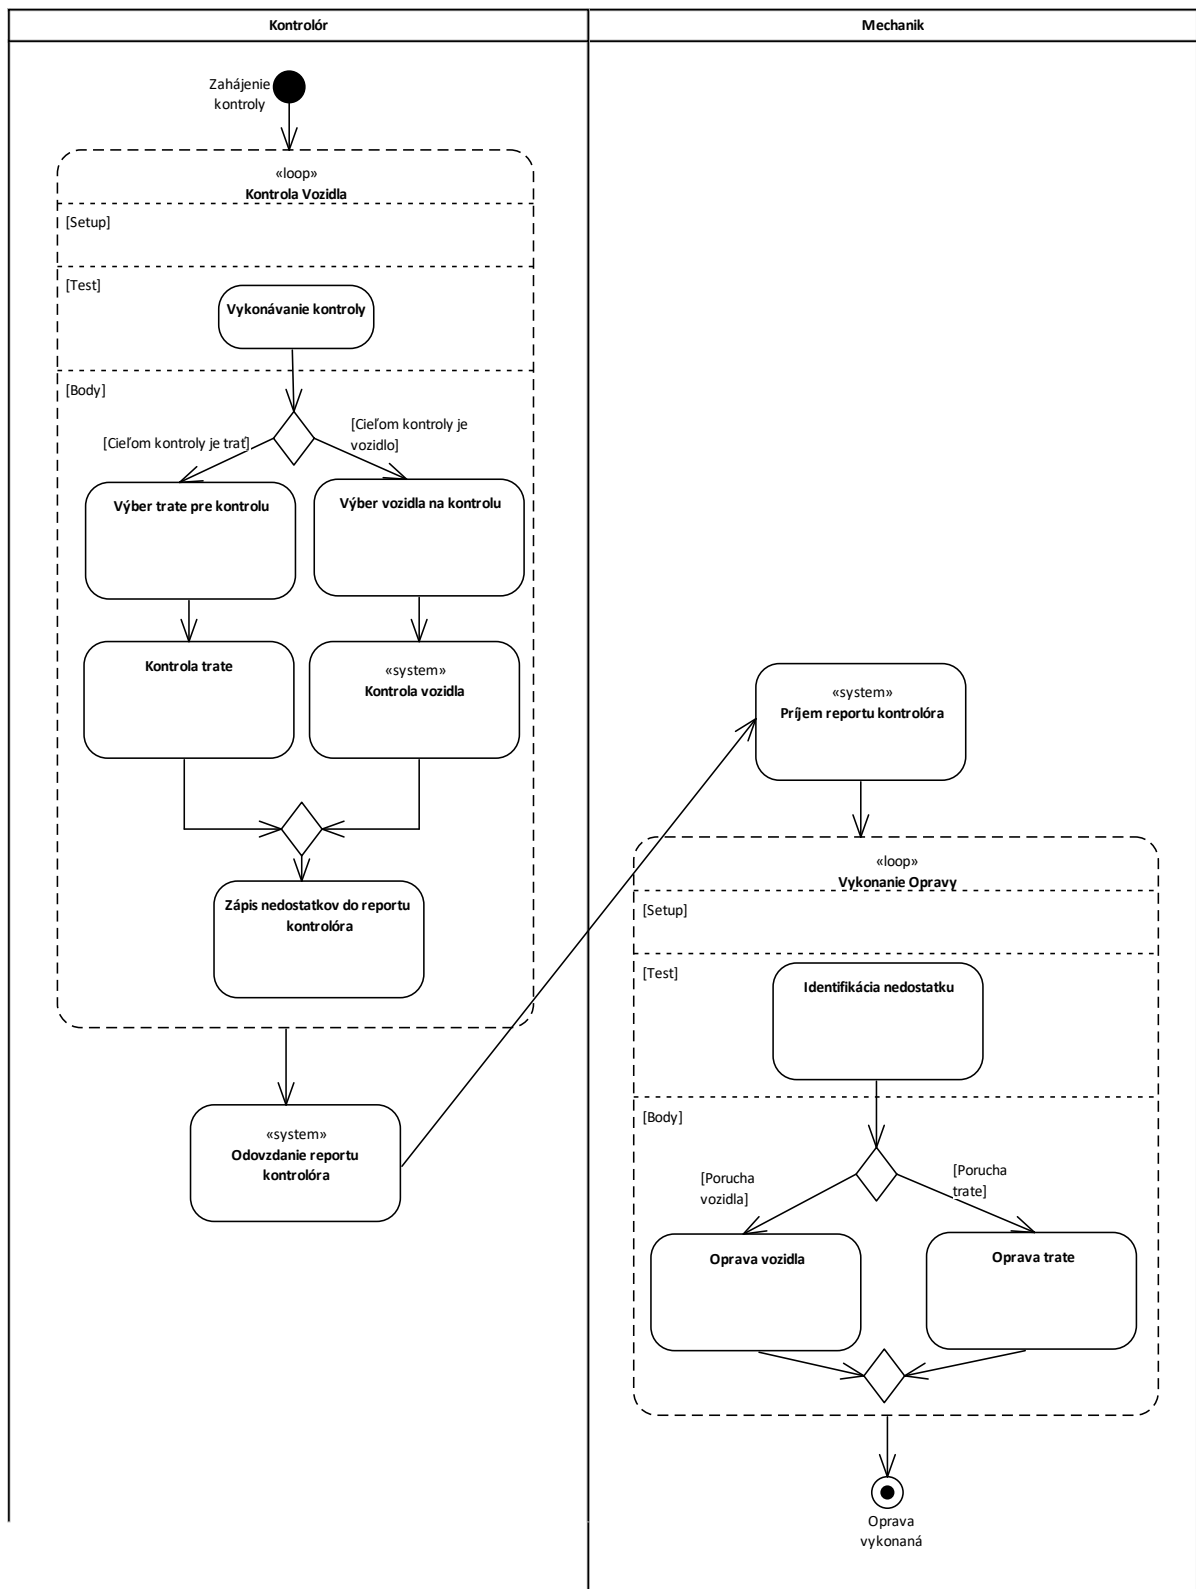 Kontrolór
Mechanik
Zahájenie
kontroly
«loop»
Kontrola Vozidla
[Setup]
[Test]
Vykonávanie kontroly
[Body]
[Cieľom kontroly je trať]
[Cieľom kontroly je
vozidlo]
Výber trate pre kontrolu
Výber vozidla na kontrolu
Kontrola trate
«system»
Kontrola vozidla
Zápis nedostatkov do reportu
kontrolóra
«system»
Odovzdanie reportu
kontrolóra
«system»
Príjem reportu kontrolóra
«loop»
Vykonanie Opravy
[Setup]
[Test]
Identifikácia nedostatku
[Body]
[Porucha
vozidla]
[Porucha
trate]
Oprava vozidla
Oprava trate
Oprava
vykonaná